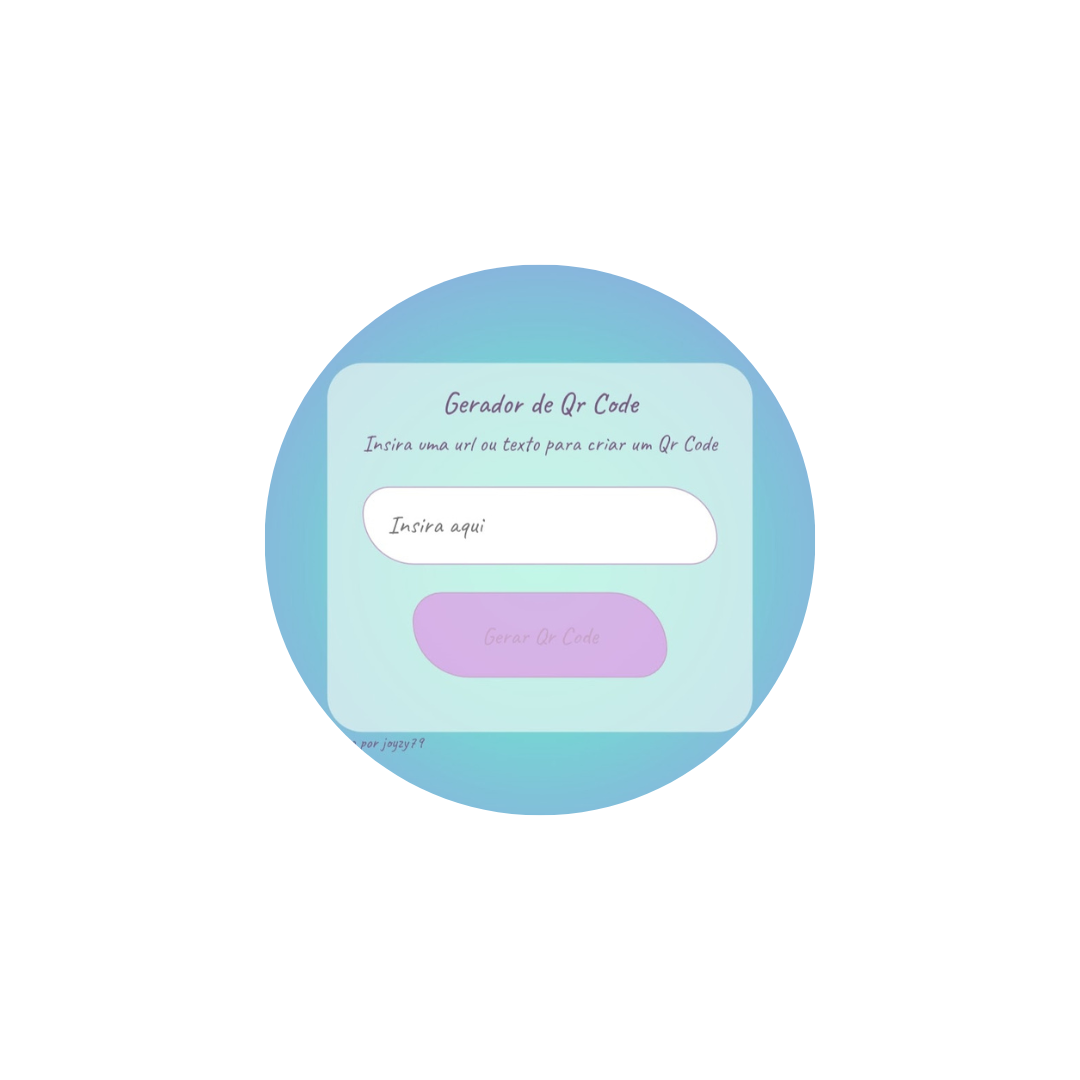 Gerador de Qr Code
Insira uma url ou texto para criar um Qr Code
Insira aqui
Gerar Qr Code
por joyzy79